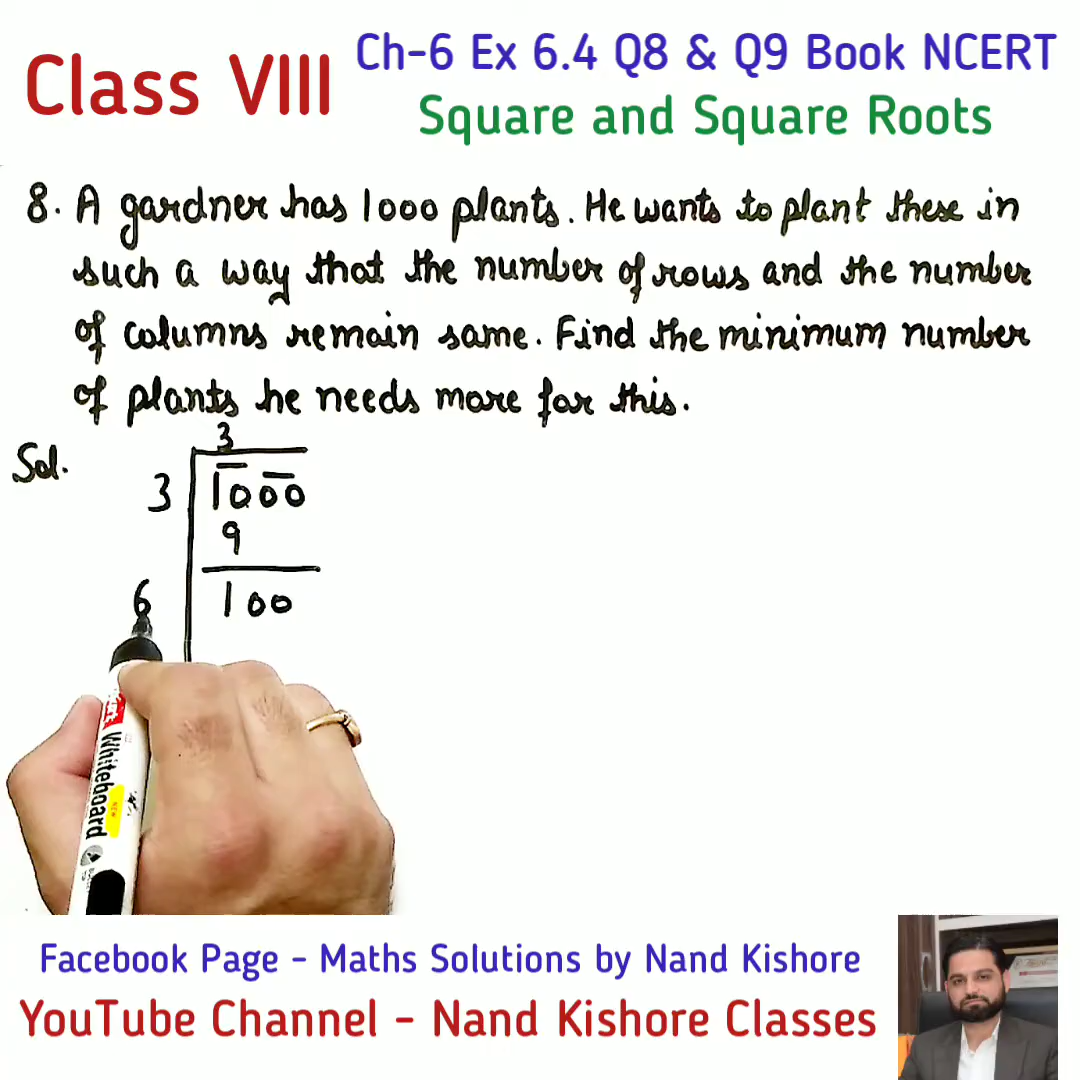 Class VIII
Ch-6 Ex 6.4 Q8 & Q9 Book NCERT
Square and Square Roots
8. A gardner has 1000 plants. He wants to plant these in
such a way that the number of rows and the number
of columns remain same. Find the minimum number
of plants he needs more for this.
Sol.
3
3 1000
9
6 100
Whiteboard
NEW
Facebook Page - Maths Solutions by Nand Kishore
YouTube Channel - Nand Kishore Classes